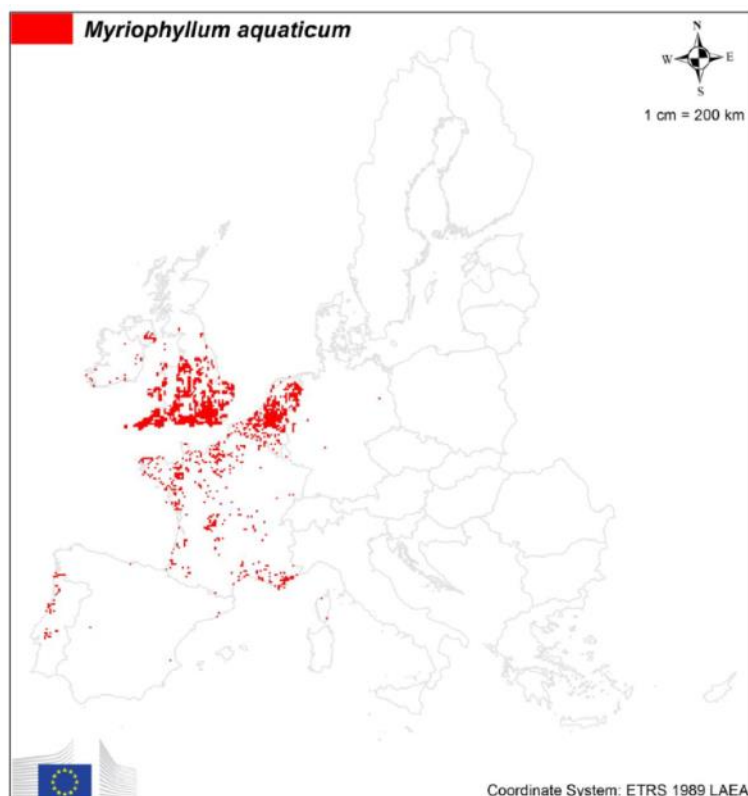 Myriophyllum aquaticum
N
W E
S
1 cm = 200 km
Coordinate System: ETRS 1989 LAEA